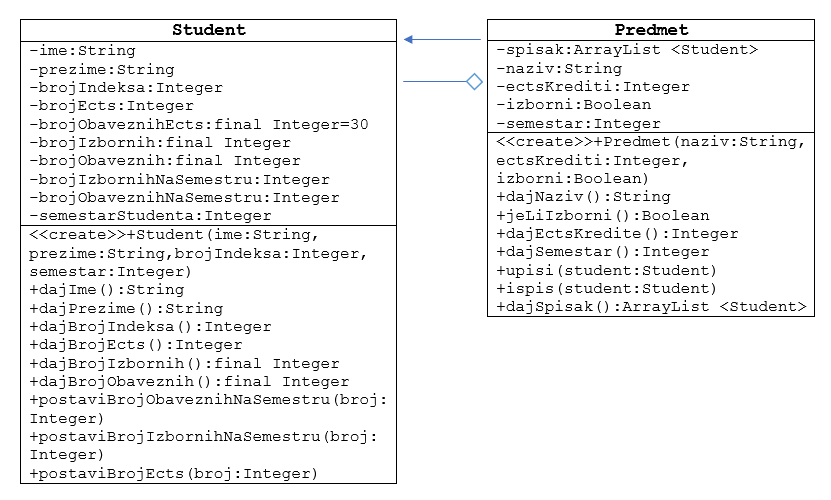 Student
-ime:String
-prezime:String
-brojIndeksa:Integer
-brojEcts:Integer
-brojObaveznihEcts:final Integer=30
-brojIzbornih:final Integer
-brojObaveznih:final Integer
-brojIzbornihNaSemestru:Integer
-brojObaveznihNaSemestru:Integer
-semestarStudenta:Integer
<<create>>+Student(ime:String,
prezime:String,brojIndeksa:Integer,
semestar:Integer)
+dajIme():String
+dajPrezime():String
+dajBrojIndeksa():Integer
+dajBrojEcts():Integer
+dajBrojIzbornih():final Integer
+dajBrojObaveznih():final Integer
+postaviBrojObaveznihNaSemestru(broj:
Integer)
+postaviBrojIzbornihNaSemestru(broj:
Integer)
+postaviBrojEcts(broj:Integer)
Predmet
-spisak:ArrayList <Student>
-naziv:String
-ectsKrediti:Integer
-izborni:Boolean
-semestar:Integer
<<create>>+Predmet(naziv:String,
ectsKrediti:Integer,
izborni:Boolean)
+dajNaziv():String
+jeLiIzborni():Boolean
+dajEctsKredite():Integer
+dajSemestar():Integer
+upisi(student:Student)
+ispis(student:Student)
+dajSpisak():ArrayList <Student>